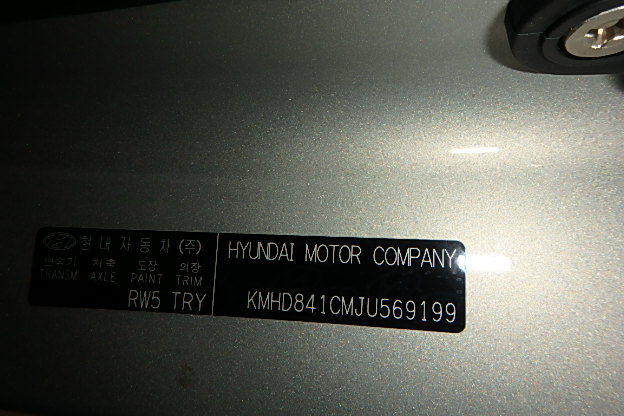 현대자동차(주)
변속기 차축 도장 의장
TRANSM AXLE PAINT TRIM
RW5 TRY
HYUNDAI MOTOR COMPANY
KMHD841CMJU569199